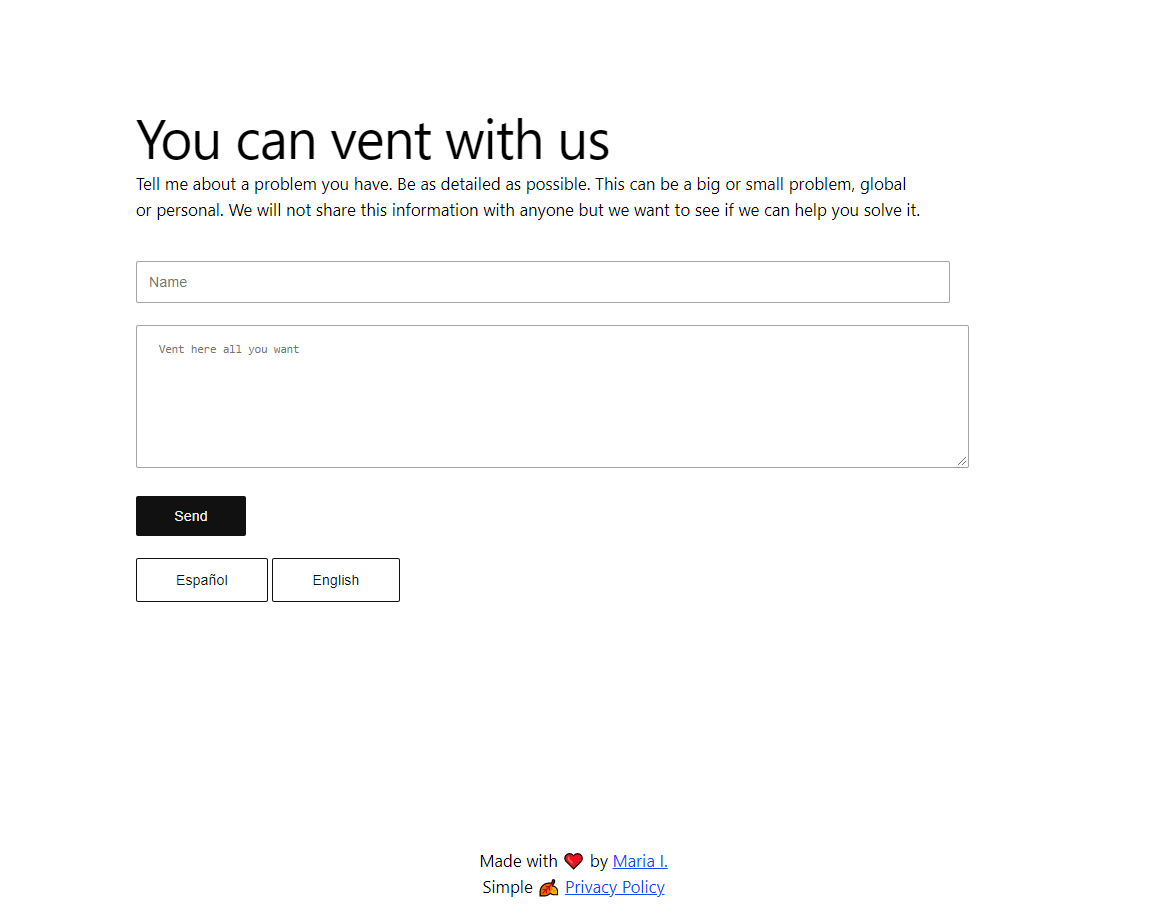 You can vent with us
Tell me about a problem you have. Be as detailed as possible. This can be a big or small problem, global
or personal. We will not share this information with anyone but we want to see if we can help you solve it.
Name
Vent here all you want
Send
Español English
Made with ❤️ by Maria I.
Simple 🍂 Privacy Policy